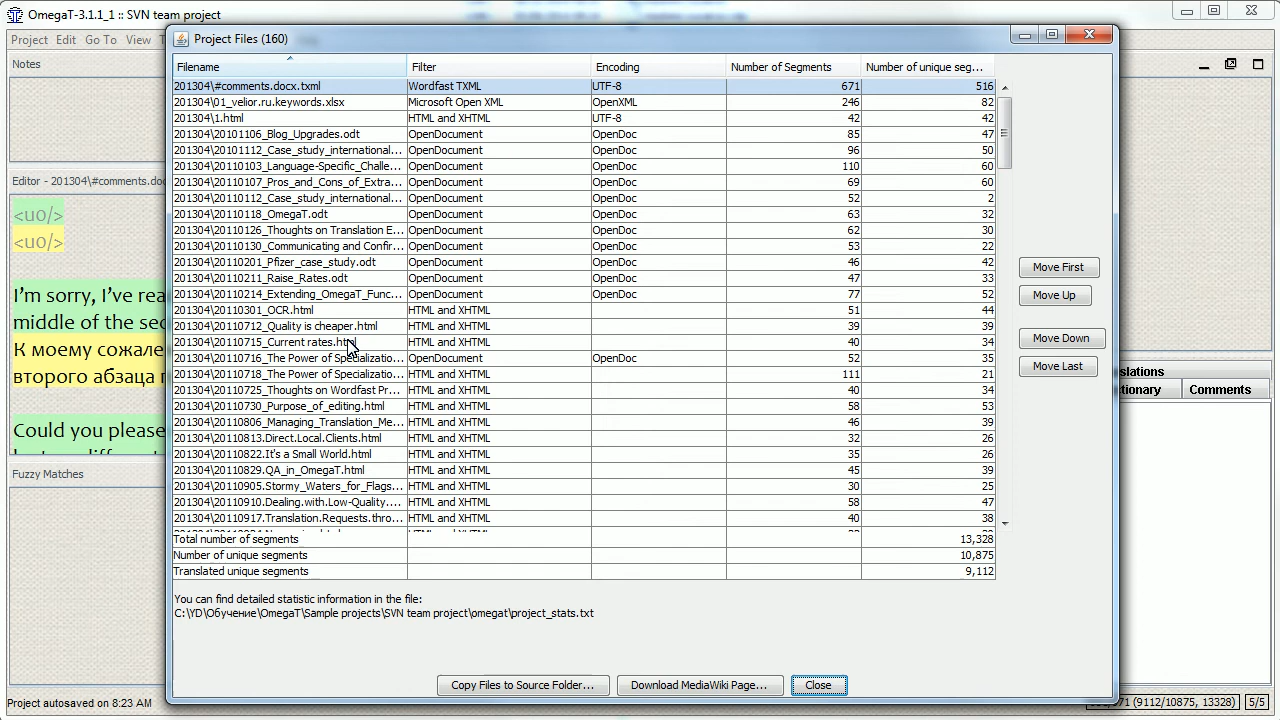 OmegaT-3.1.1_1 :: SVN team project
Project Edit Go To View
Notes
Editor - 201304\#comments.doc
<u0/>
<u0/>
I'm sorry, I've rea
middle of the sec
К моему сожале
второго абзаца
Could you please
Fuzzy Matches
Project autosaved on 8:23 AM
Project Files (160)
Filename Filter Encoding Number of Segments Number of unique seg...
201304\#comments.docx.txml Wordfast TXML UTF-8 671 516
201304\01_velior.ru.keywords.xlsx Microsoft Open XML OpenXML 246 82
201304\1.html HTML and XHTML UTF-8 42 42
201304\20101106_Blog_Upgrades.odt OpenDocument OpenDoc 85 47
201304\20101112_Case_study_international... OpenDocument OpenDoc 96 50
201304\20110103_Language-Specific_Challe... OpenDocument OpenDoc 110 60
201304\20110107_Pros_and_Cons_of_Extra... OpenDocument OpenDoc 69 60
201304\20110112_Case_study_international... OpenDocument OpenDoc 52 2
201304\20110118_OmegaT.odt OpenDocument OpenDoc 63 32
201304\20110126_Thoughts on Translation E... OpenDocument OpenDoc 62 30
201304\20110130_Communicating and Confir... OpenDocument OpenDoc 53 22
201304\20110201_Pfizer_case_study.odt OpenDocument OpenDoc 46 42
201304\20110211_Raise_Rates.odt OpenDocument OpenDoc 47 33
201304\20110214_Extending_OmegaT_Func... OpenDocument OpenDoc 77 52
201304\20110301_OCR.html HTML and XHTML 51 44
201304\20110712_Quality is cheaper.html HTML and XHTML 39 39
201304\20110715_Current rates.html HTML and XHTML 40 34
201304\20110716_The Power of Specializatio... OpenDocument OpenDoc 52 35
201304\20110718_The Power of Specializatio... HTML and XHTML 111 21
201304\20110725_Thoughts on Wordfast Pr... HTML and XHTML 40 34
201304\20110730_Purpose_of_editing.html HTML and XHTML 58 53
201304\20110806_Managing_Translation_Me... HTML and XHTML 46 39
201304\20110813.Direct.Local.Clients.html HTML and XHTML 32 26
201304\20110822.It's a Small World.html HTML and XHTML 35 26
201304\20110829.QA_in_OmegaT.html HTML and XHTML 45 39
201304\20110905.Stormy_Waters_for_Flags... HTML and XHTML 30 25
201304\20110910.Dealing.with.Low-Quality.... HTML and XHTML 58 47
201304\20110917.Translation.Requests.thro... HTML and XHTML 40 38
Total number of segments 13,328
Number of unique segments 10,875
Translated unique segments 9,112
You can find detailed statistic information in the file:
C:\YD\Обучение\OmegaT\Sample projects\SVN team project\omegat\project_stats.txt
Move First
Move Up
Move Down
Move Last
Copy Files to Source Folder... Download MediaWiki Page... Close
slations
tionary Comments
(9112/10875, 13328) 5/5